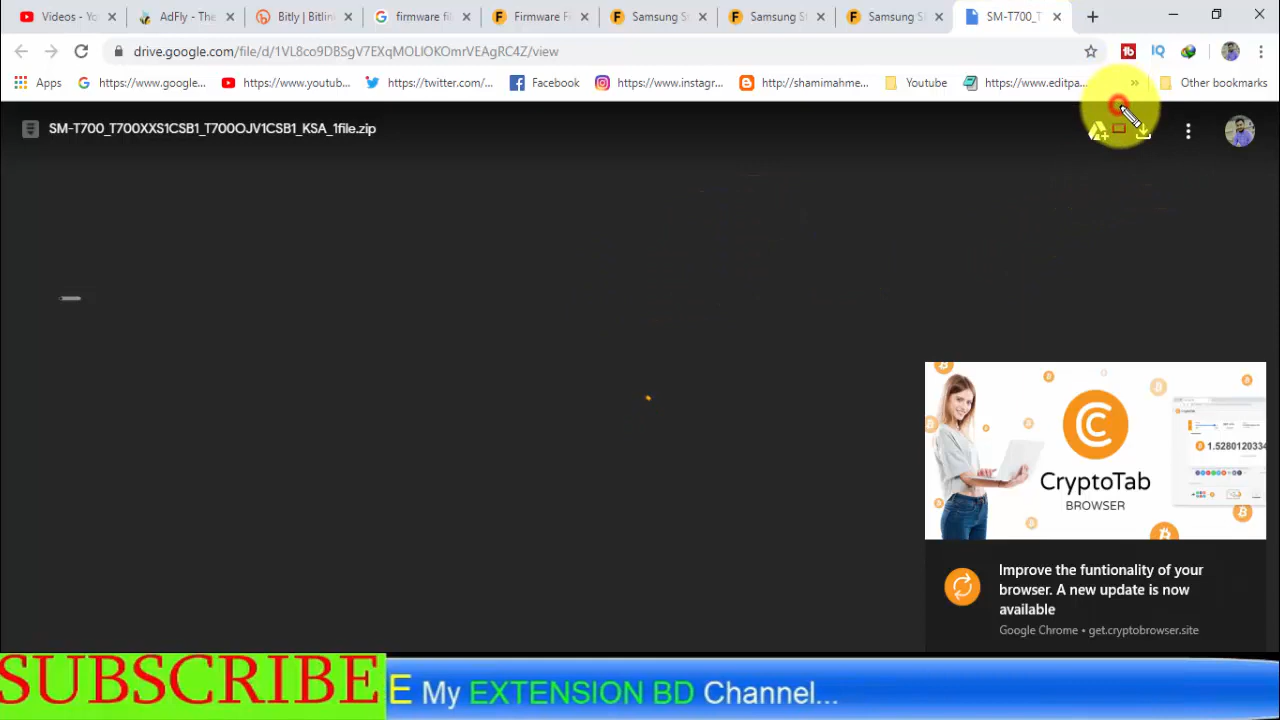 Videos - Yo
AdFly - The
Bitly | Bitlin
firmware fil
Firmware F
Samsung S
Samsung S
Samsung S
SM-T700_T
drive.google.com/file/d/1VL8co9DBSgV7EXqMOLIOKOmrVEAgRC4Z/view
Apps
https://www.google...
https://www.youtub...
https://twitter.com/...
Facebook
https://www.instagr...
http://shamimahme...
Youtube
https://www.editpa...
»
Other bookmarks
SM-T700_T700XXS1CSB1_T700OJV1CSB1_KSA_1file.zip
1.5280120334
CryptoTab
BROWSER
Improve the funtionality of your
browser. A new update is now
available
Google Chrome • get.cryptobrowser.site
SUBSCRIBE
E My EXTENSION BD Channel...